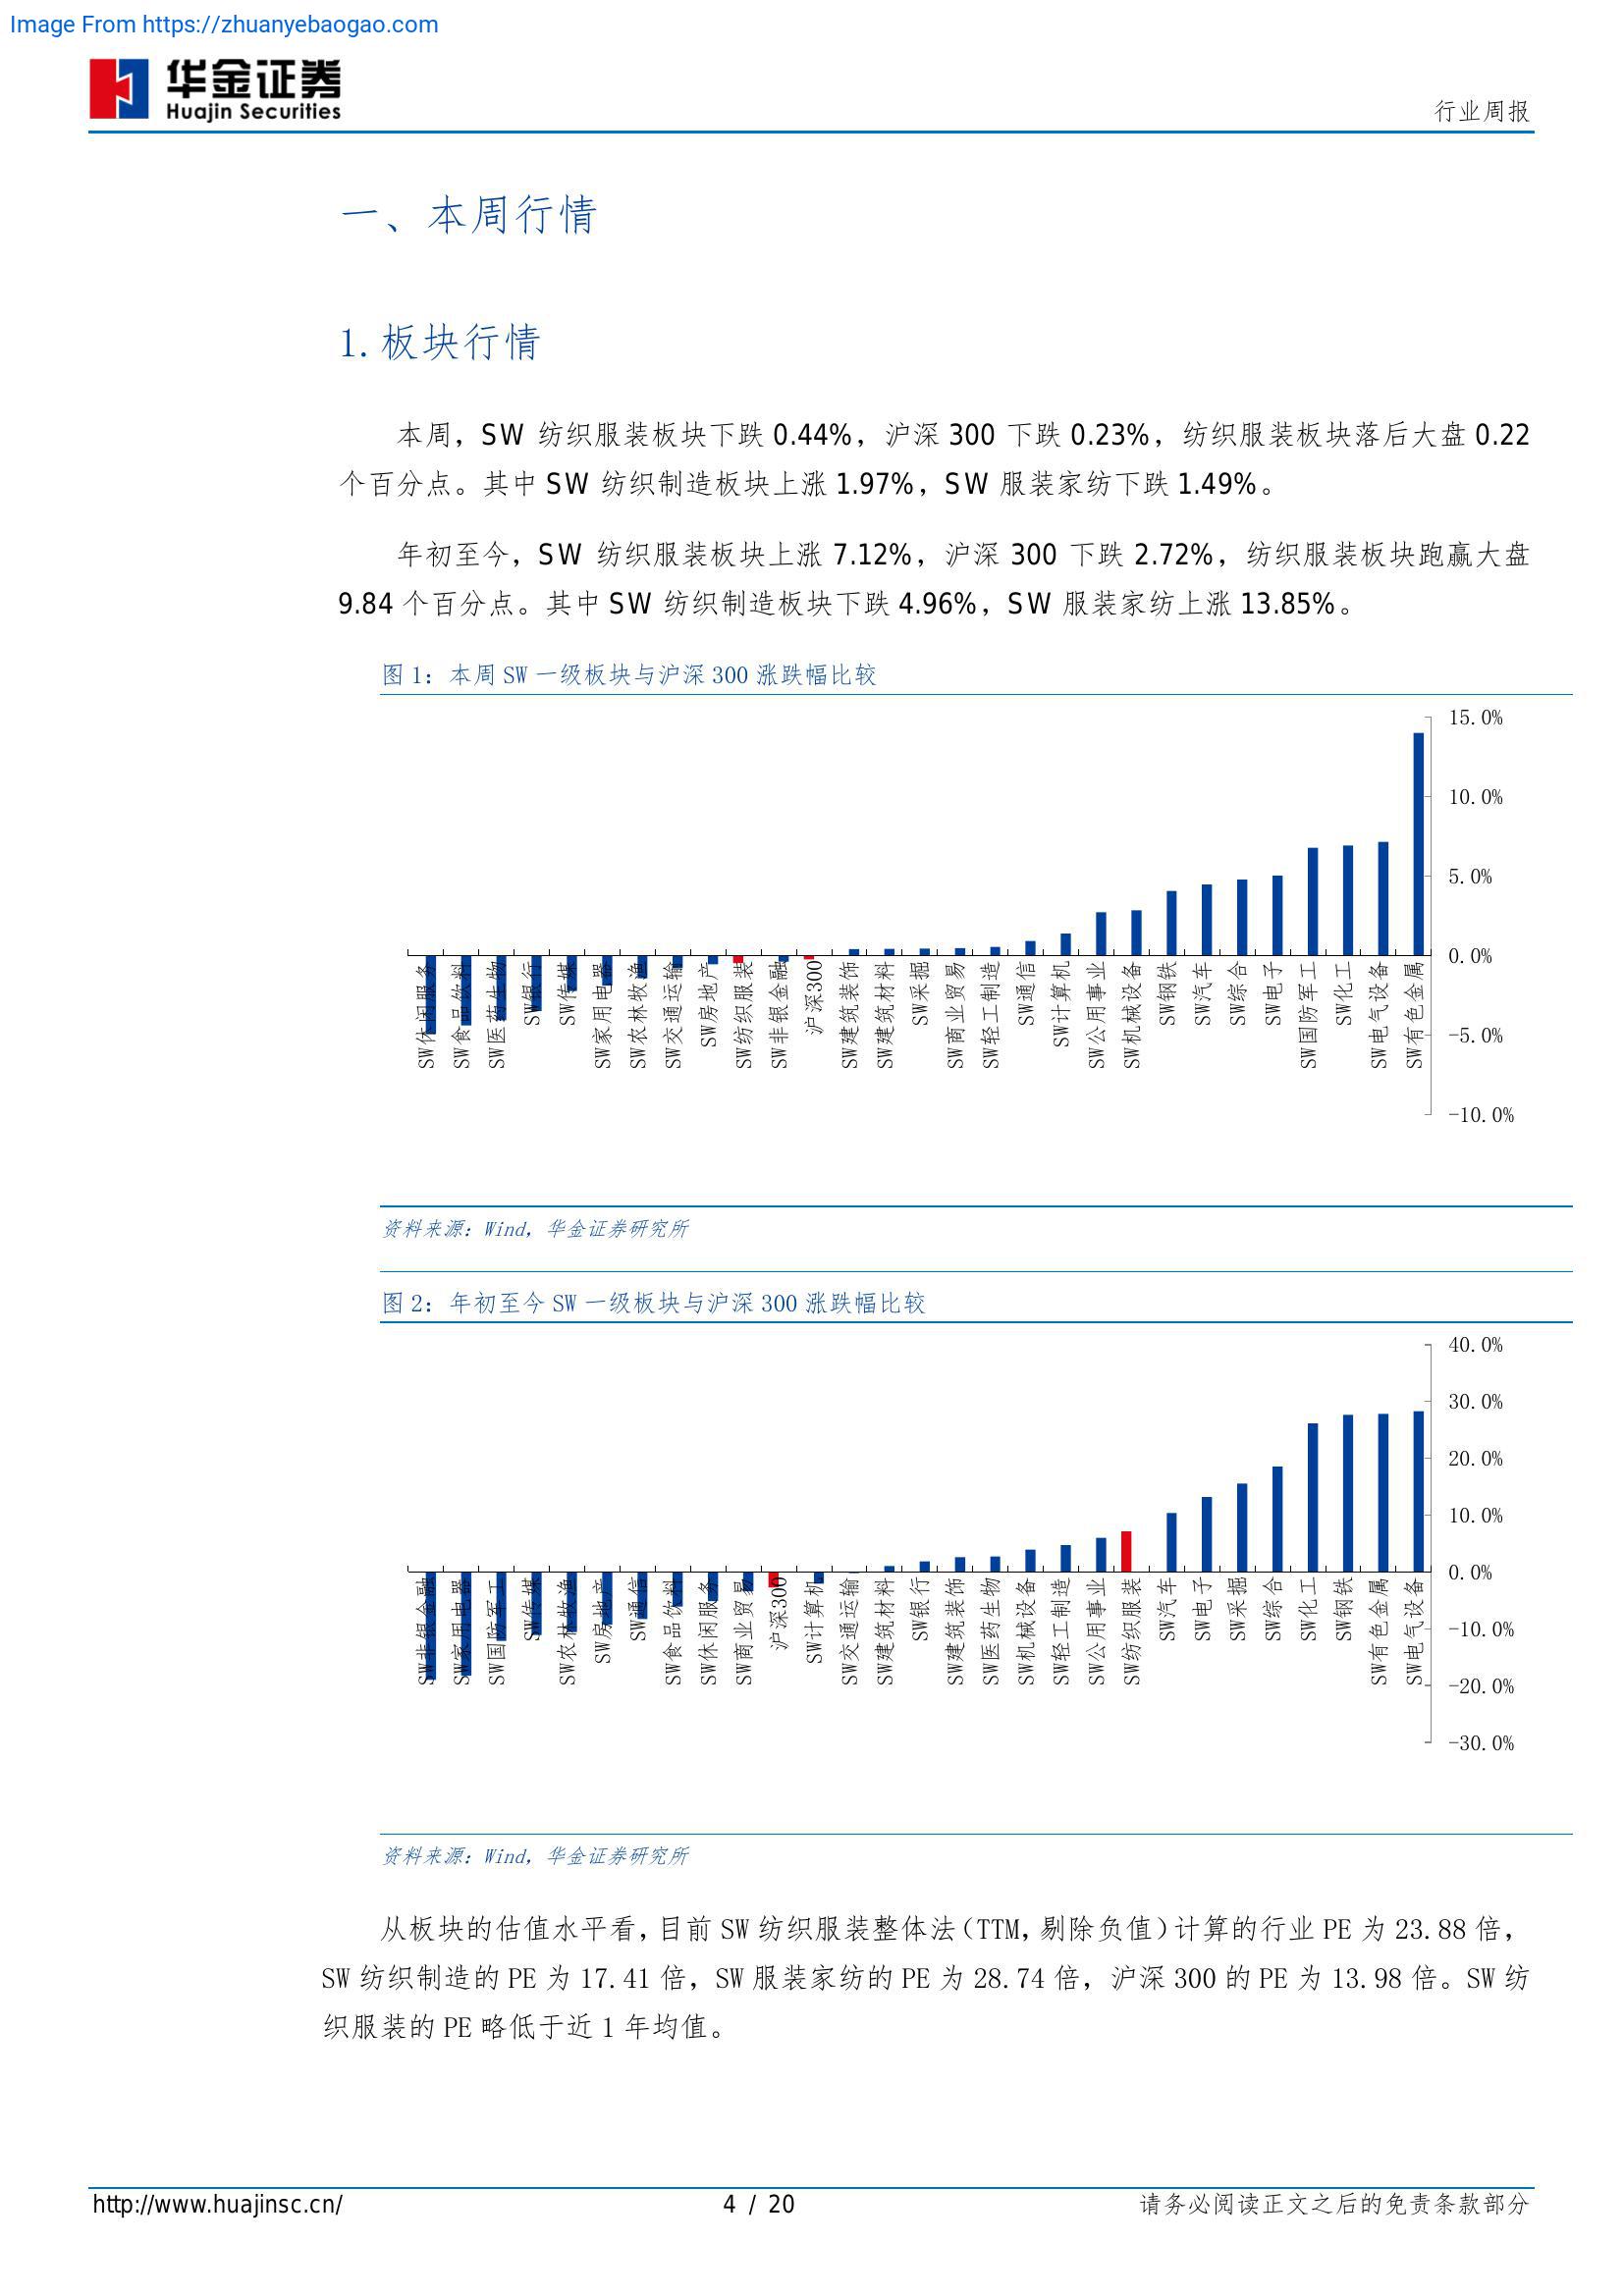 Image From https://zhuanyebaogao.com
华金证券
Huajin Securities
行业周报
一、本周行情
1.板块行情
本周，SW 纺织服装板块下跌 0.44%，沪深 300 下跌 0.23%，纺织服装板块落后大盘 0.22
个百分点。其中 SW 纺织制造板块上涨 1.97%，SW 服装家纺下跌 1.49%。
年初至今，SW 纺织服装板块上涨 7.12%，沪深 300 下跌 2.72%，纺织服装板块跑赢大盘
9.84 个百分点。其中 SW 纺织制造板块下跌 4.96%，SW 服装家纺上涨 13.85%。
图 1：本周 SW 一级板块与沪深 300 涨跌幅比较
15.0%
10.0%
5.0%
0.0%
-5.0%
-10.0%
SW休闲服务
SW食品饮料
SW医药生物
SW银行
SW传媒
SW家用电器
SW农林牧渔
SW交通运输
SW房地产
SW纺织服装
SW非银金融
沪深300
SW建筑装饰
SW建筑材料
SW采掘
SW商业贸易
SW轻工制造
SW通信
SW计算机
SW公用事业
SW机械设备
SW钢铁
SW汽车
SW综合
SW电子
SW国防军工
SW化工
SW电气设备
SW有色金属
资料来源：Wind，华金证券研究所
图 2：年初至今 SW 一级板块与沪深 300 涨跌幅比较
40.0%
30.0%
20.0%
10.0%
0.0%
-10.0%
-20.0%
-30.0%
SW非银金融
SW家用电器
SW国防军工
SW传媒
SW农林牧渔
SW房地产
SW通信
SW食品饮料
SW休闲服务
SW商业贸易
沪深300
SW计算机
SW交通运输
SW建筑材料
SW银行
SW建筑装饰
SW医药生物
SW机械设备
SW轻工制造
SW公用事业
SW纺织服装
SW汽车
SW电子
SW采掘
SW综合
SW化工
SW钢铁
SW有色金属
SW电气设备
资料来源：Wind，华金证券研究所
从板块的估值水平看，目前 SW 纺织服装整体法（TTM，剔除负值）计算的行业 PE 为 23.88 倍，
SW 纺织制造的 PE 为 17.41 倍，SW 服装家纺的 PE 为 28.74 倍，沪深 300 的 PE 为 13.98 倍。SW 纺
织服装的 PE 略低于近 1 年均值。
http://www.huajinsc.cn/
4 / 20
请务必阅读正文之后的免责条款部分